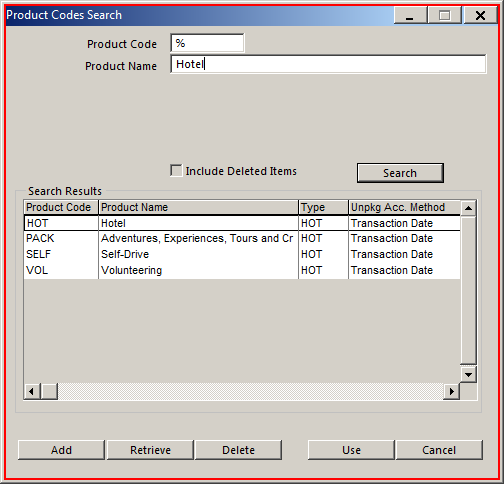 Product Codes Search
Product Code %
Product Name Hotel
Include Deleted Items Search
Search Results
Product Code Product Name Type Unpkg Acc. Method
HOT Hotel HOT Transaction Date
PACK Adventures, Experiences, Tours and Cr HOT Transaction Date
SELF Self-Drive HOT Transaction Date
VOL Volunteering HOT Transaction Date
Add Retrieve Delete Use Cancel